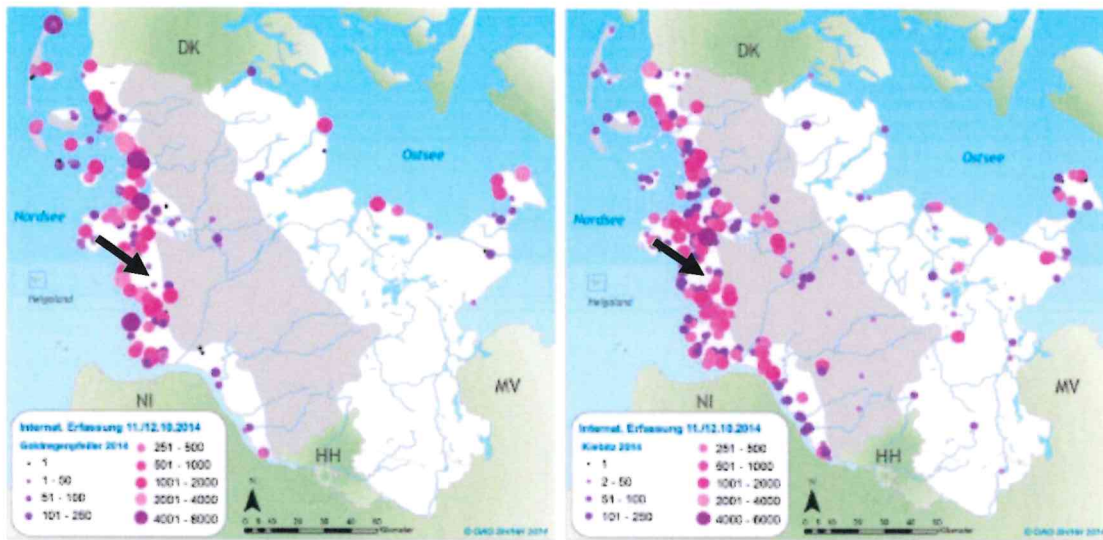 DK
Ostsee
Nordsee
Helgoland
NI
MV
HH
Internat. Erfassung 11./12.10.2014
Goldregenpfeifer 2014
1
1 - 50
51 - 100
101 - 250
251 - 500
501 - 1000
1001 - 2000
2001 - 4000
4001 - 8000
N
Kilometer
DK
Ostsee
Nordsee
Helgoland
NI
MV
HH
Internat. Erfassung 11./12.10.2014
Kiebitz 2014
1
2 - 50
51 - 100
101 - 250
251 - 500
501 - 1000
1001 - 2000
2001 - 4000
4000 - 6000
Kilometer